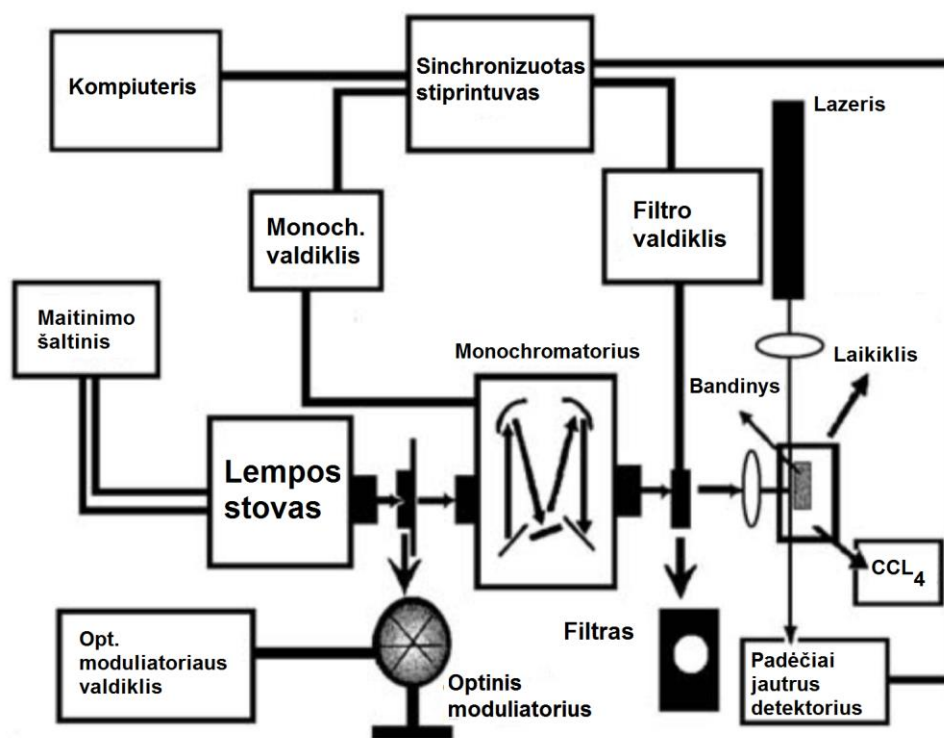 Kompiuteris
Sinchronizuotas
stiprintuvas
Lazeris
Monoch.
valdiklis
Filtro
valdiklis
Maitinimo
šaltinis
Monochromatorius
Laikiklis
Bandinys
Lempos
stovas
CCL4
Opt.
moduliatoriaus
valdiklis
Optinis
moduliatorius
Filtras
Padėčiai
jautrus
detektorius